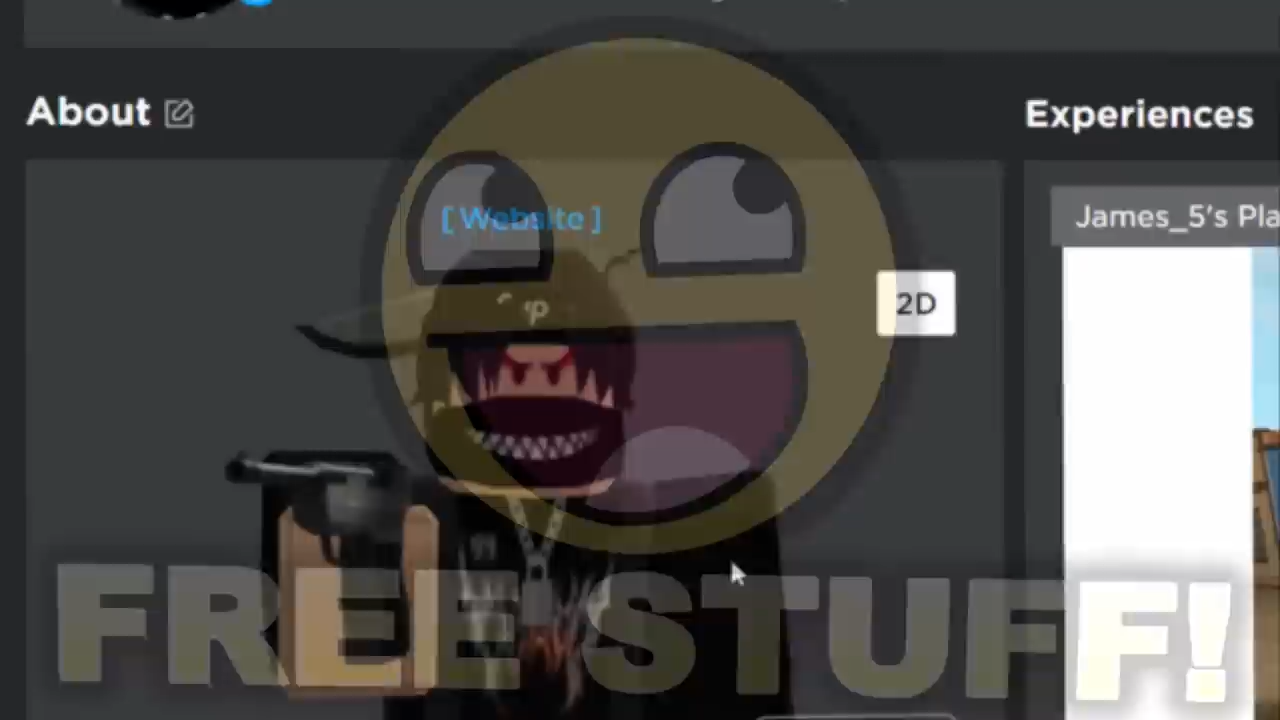 About
Experiences
[ Website ]
James_5's Pla
2D
FREE STUFF!